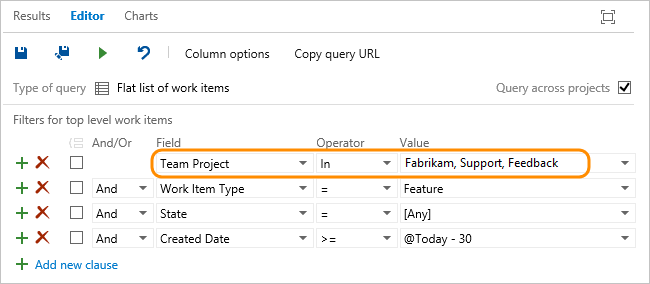 Results Editor Charts
Column options Copy query URL
Type of query Flat list of work items Query across projects
Filters for top level work items
And/Or Field Operator Value
Team Project In Fabrikam, Support, Feedback
And Work Item Type = Feature
And State = [Any]
And Created Date >= @Today - 30
Add new clause